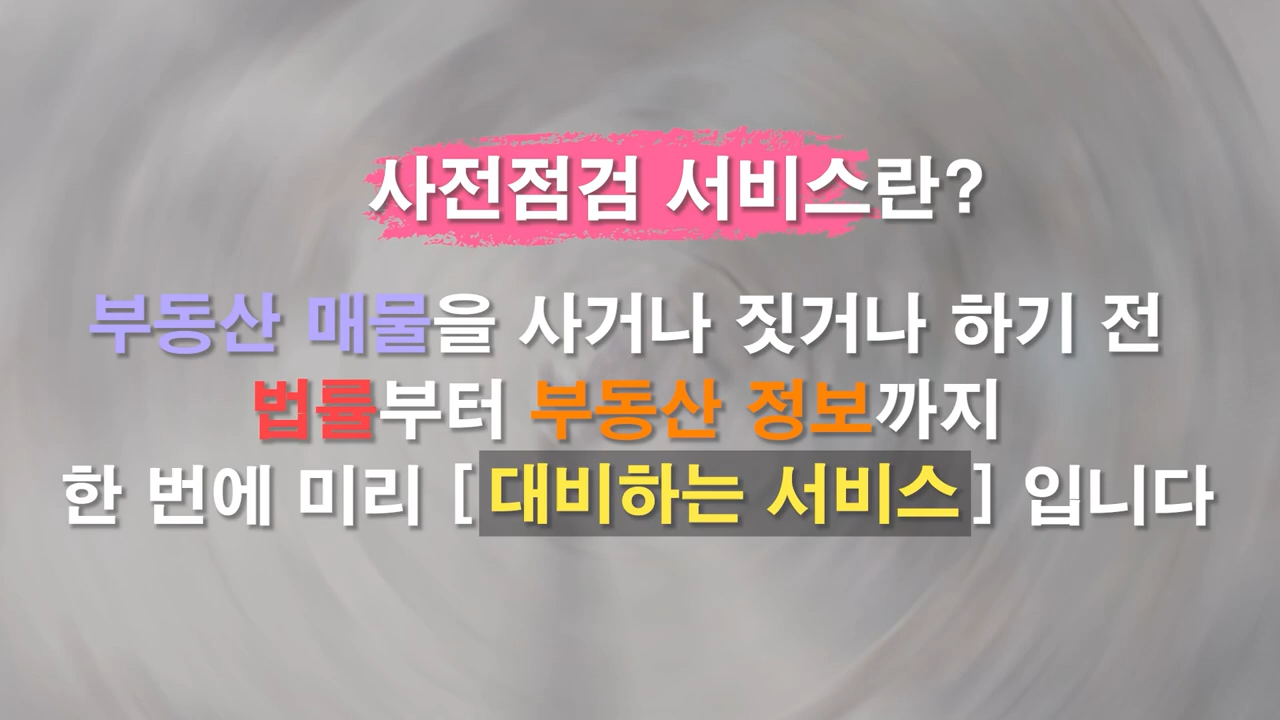 사전점검 서비스란?
부동산 매물을 사거나 짓거나 하기 전
법률부터 부동산 정보까지
한 번에 미리 [대비하는 서비스] 입니다